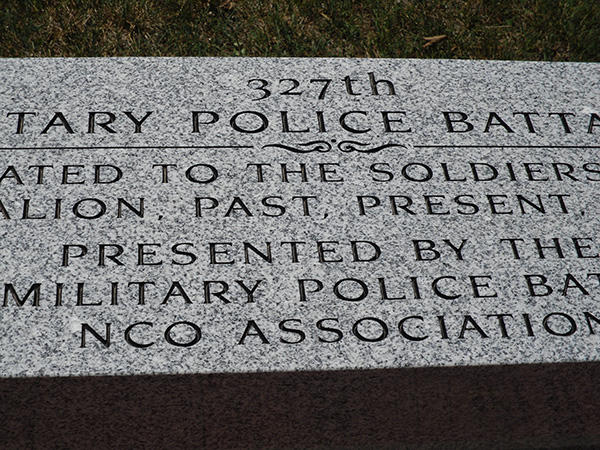 327th
TARY POLICE BATTA
ATED TO THE SOLDIERS
ALION, PAST, PRESENT,
PRESENTED BY THE
MILITARY POLICE BAT
NCO ASSOCIATION